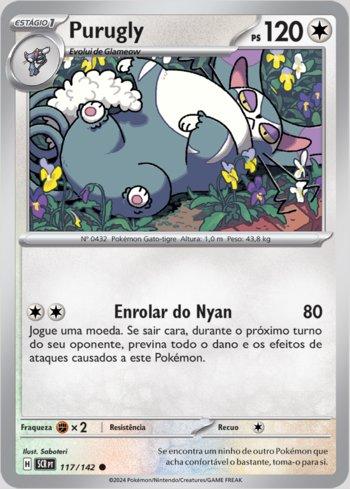 ESTÁGIO 1
Purugly
PS 120
Evolui de Glameow
Nº 0432 Pokémon Gato-tigre Altura: 1,0 m Peso: 43,8 kg
Enrolar do Nyan 80
Jogue uma moeda. Se sair cara, durante o próximo turno
do seu oponente, previna todo o dano e os efeitos de
ataques causados a este Pokémon.
Fraqueza × 2 Resistência Recuo
Ilust. Saboteri
H SCR PT 117/142
Se encontra um ninho de outro Pokémon que
acha confortável o bastante, toma-o para si.
©2024 Pokémon/Nintendo/Creatures/GAME FREAK